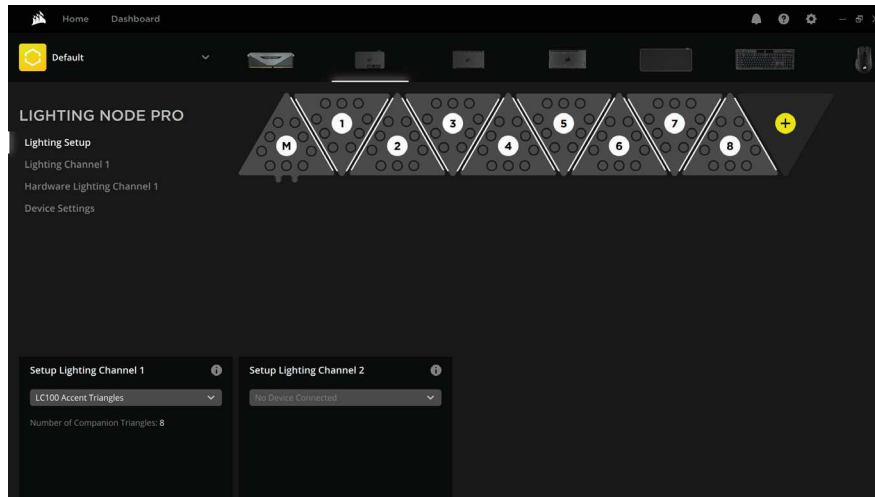 Home Dashboard
Default
LIGHTING NODE PRO
Lighting Setup
Lighting Channel 1
Hardware Lighting Channel 1
Device Settings
M 1 2 3 4 5 6 7 8 +
Setup Lighting Channel 1
LC100 Accent Triangles
Number of Companion Triangles: 8
Setup Lighting Channel 2
No Device Connected